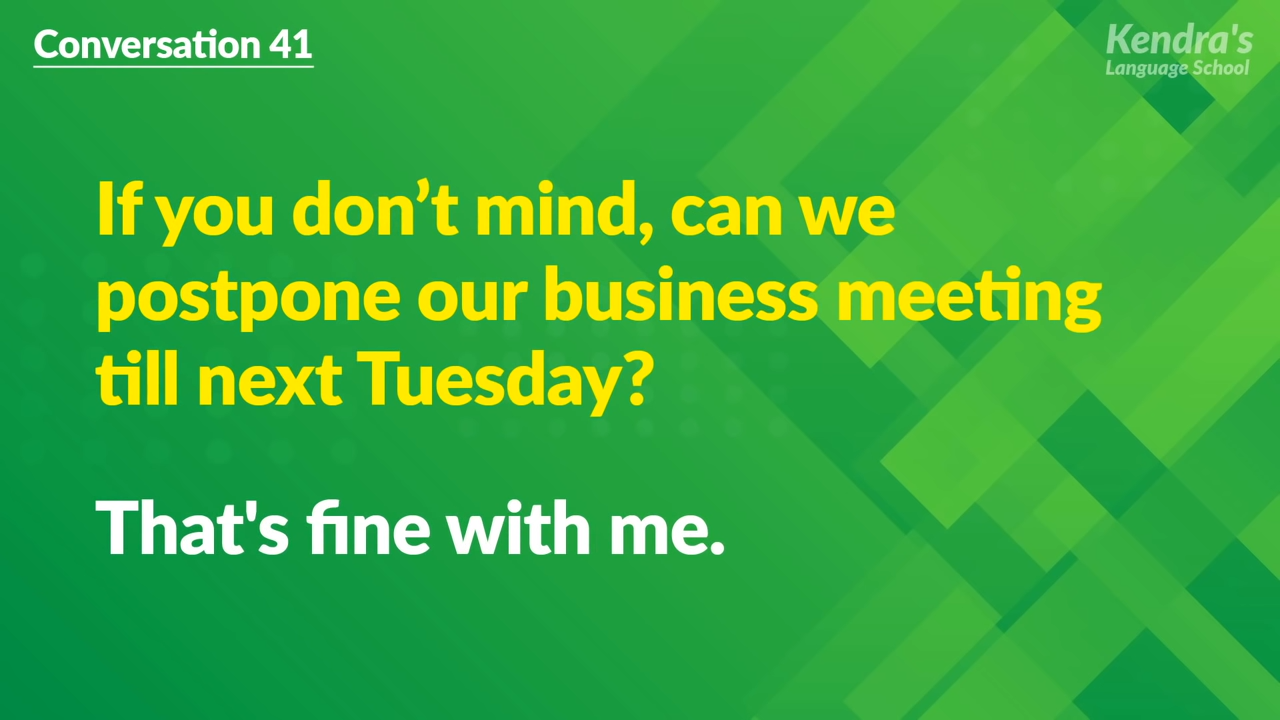 Conversation 41
Kendra's
Language School
If you don’t mind, can we
postpone our business meeting
till next Tuesday?
That's fine with me.